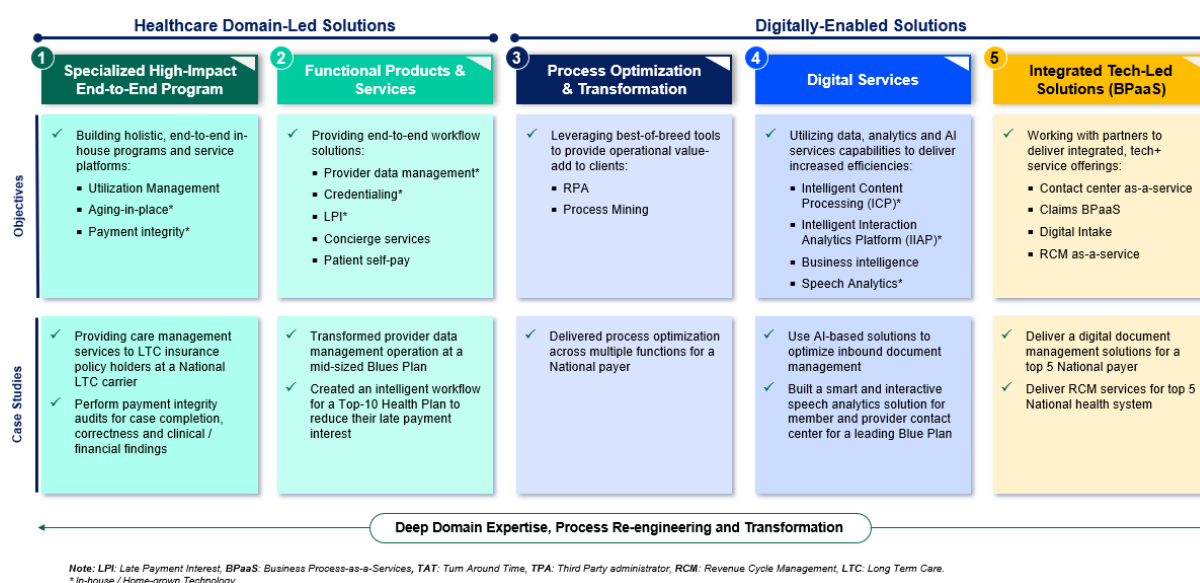 Healthcare Domain-Led Solutions
Digitally-Enabled Solutions
1
Specialized High-Impact
End-to-End Program
2
Functional Products &
Services
3
Process Optimization
& Transformation
4
Digital Services
5
Integrated Tech-Led
Solutions (BPaaS)
Objectives
✓ Building holistic, end-to-end in-
house programs and service
platforms:
▪ Utilization Management
▪ Aging-in-place*
▪ Payment integrity*
✓ Providing end-to-end workflow
solutions:
▪ Provider data management*
▪ Credentialing*
▪ LPI*
▪ Concierge services
▪ Patient self-pay
✓ Leveraging best-of-breed tools
to provide operational value-
add to clients:
▪ RPA
▪ Process Mining
✓ Utilizing data, analytics and AI
services capabilities to deliver
increased efficiencies:
▪ Intelligent Content
Processing (ICP)*
▪ Intelligent Interaction
Analytics Platform (IIAP)*
▪ Business intelligence
▪ Speech Analytics*
✓ Working with partners to
deliver integrated, tech+
service offerings:
▪ Contact center as-a-service
▪ Claims BPaaS
▪ Digital Intake
▪ RCM as-a-service
Case Studies
✓ Providing care management
services to LTC insurance
policy holders at a National
LTC carrier
✓ Perform payment integrity
audits for case completion,
correctness and clinical /
financial findings
✓ Transformed provider data
management operation at a
mid-sized Blues Plan
✓ Created an intelligent workflow
for a Top-10 Health Plan to
reduce their late payment
interest
✓ Delivered process optimization
across multiple functions for a
National payer
✓ Use AI-based solutions to
optimize inbound document
management
✓ Built a smart and interactive
speech analytics solution for
member and provider contact
center for a leading Blue Plan
✓ Deliver a digital document
management solutions for a
top 5 National payer
✓ Deliver RCM services for top 5
National health system
Deep Domain Expertise, Process Re-engineering and Transformation
Note: LPI: Late Payment Interest, BPaaS: Business Process-as-a-Services, TAT: Turn Around Time, TPA: Third Party administrator, RCM: Revenue Cycle Management, LTC: Long Term Care.
* In-house / Home-grown Technology